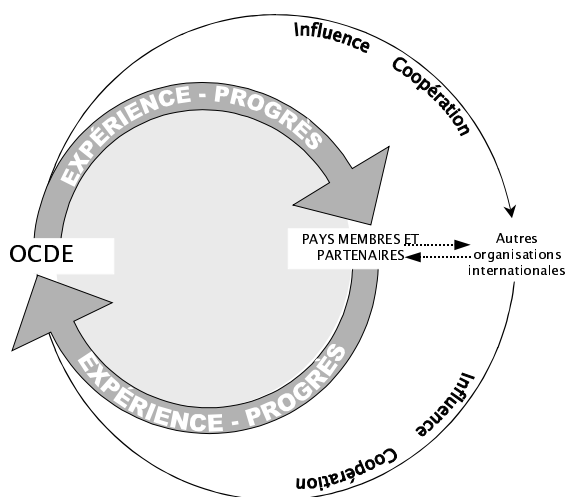 Influence
Coopération
EXPÉRIENCE - PROGRÈS
OCDE
PAYS MEMBRES ET
PARTENAIRES
Autres
organisations
internationales
EXPÉRIENCE - PROGRÈS
Influence
Coopération